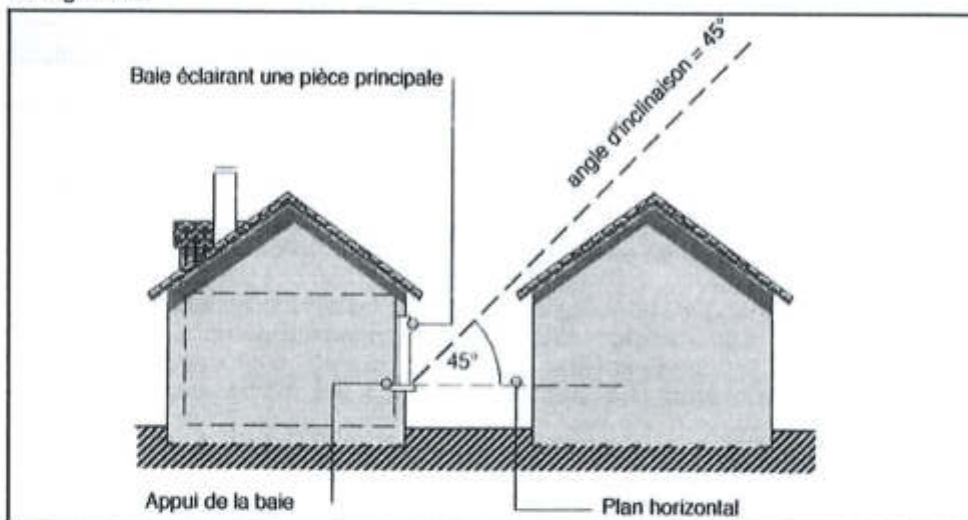 Baie éclairant une pièce principale
angle d'inclinaison = 45°
45°
Appui de la baie
Plan horizontal